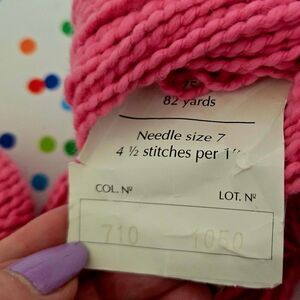 82 yards
Needle size 7
4 ½ stitches per 1"
COL. Nº LOT. Nº
710 1050